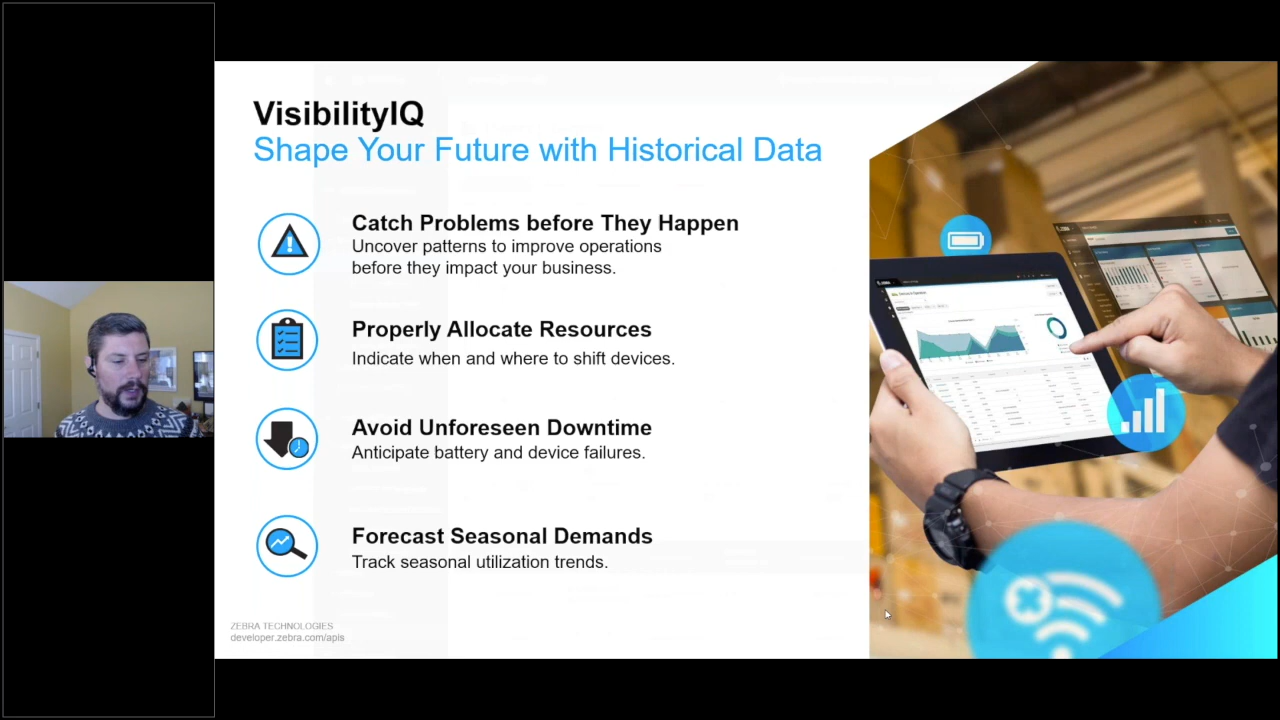 VisibilityIQ
Shape Your Future with Historical Data
Catch Problems before They Happen
Uncover patterns to improve operations
before they impact your business.
Properly Allocate Resources
Indicate when and where to shift devices.
Avoid Unforeseen Downtime
Anticipate battery and device failures.
Forecast Seasonal Demands
Track seasonal utilization trends.
ZEBRA TECHNOLOGIES
developer.zebra.com/apis